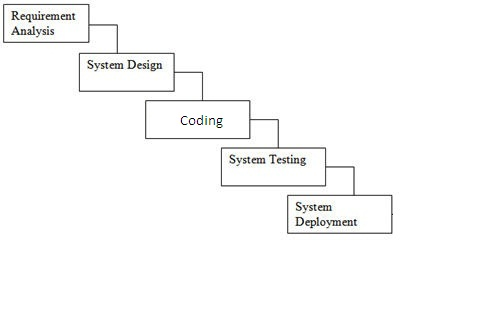 Requirement
Analysis
System Design
Coding
System Testing
System
Deployment